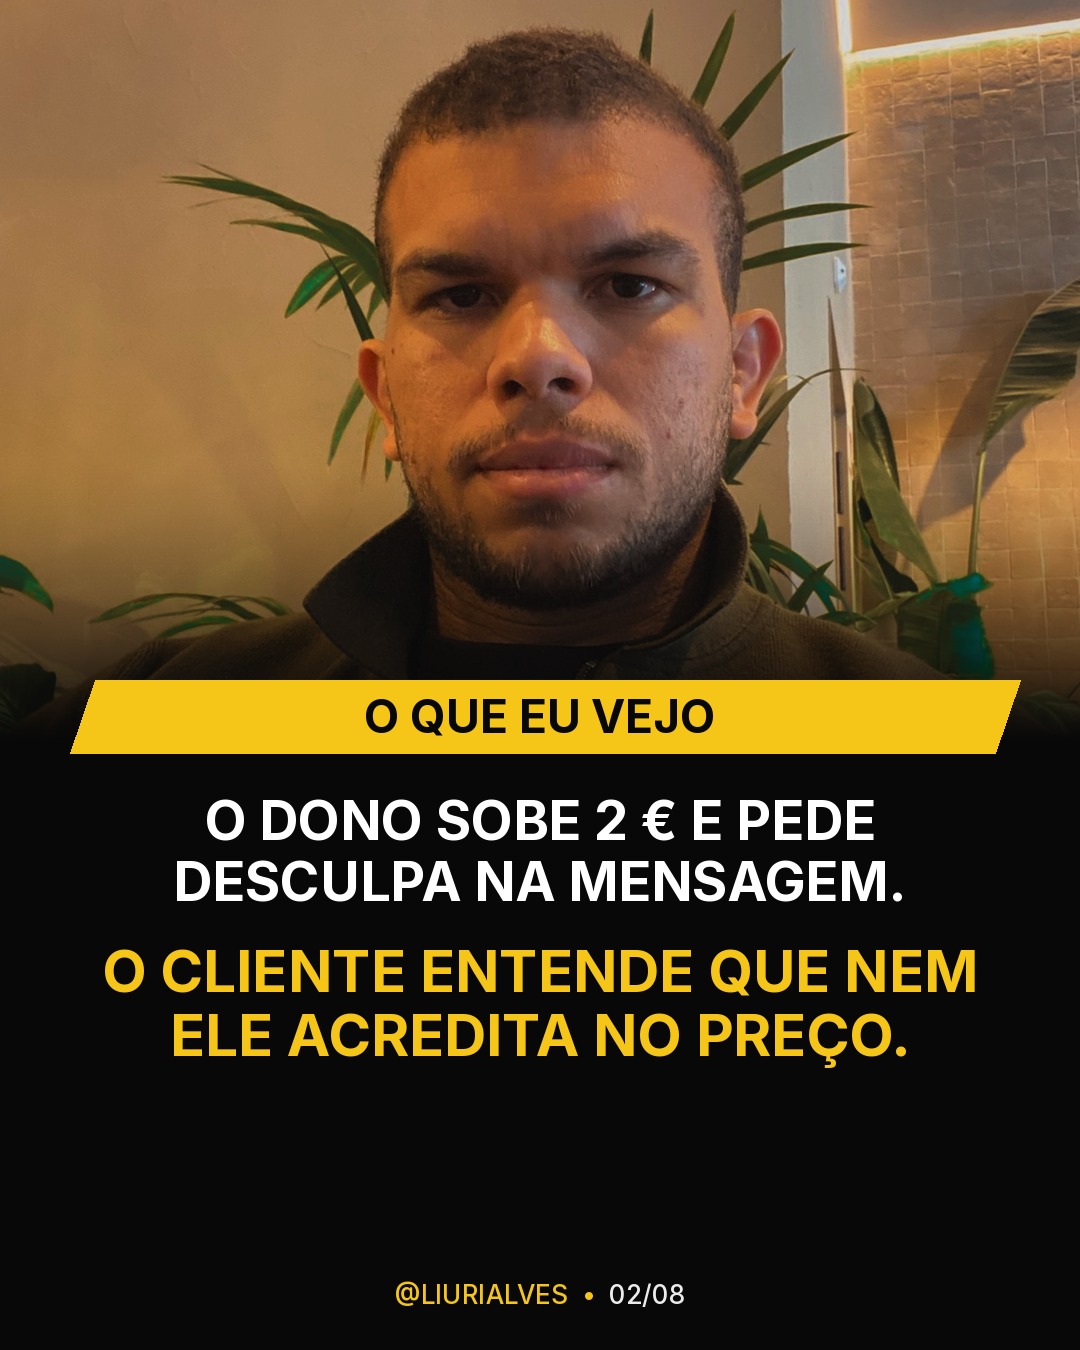 O QUE EU VEJO
O DONO SOBE 2 € E PEDE
DESCULPA NA MENSAGEM.
O CLIENTE ENTENDE QUE NEM
ELE ACREDITA NO PREÇO.
@LIURIALVES • 02/08